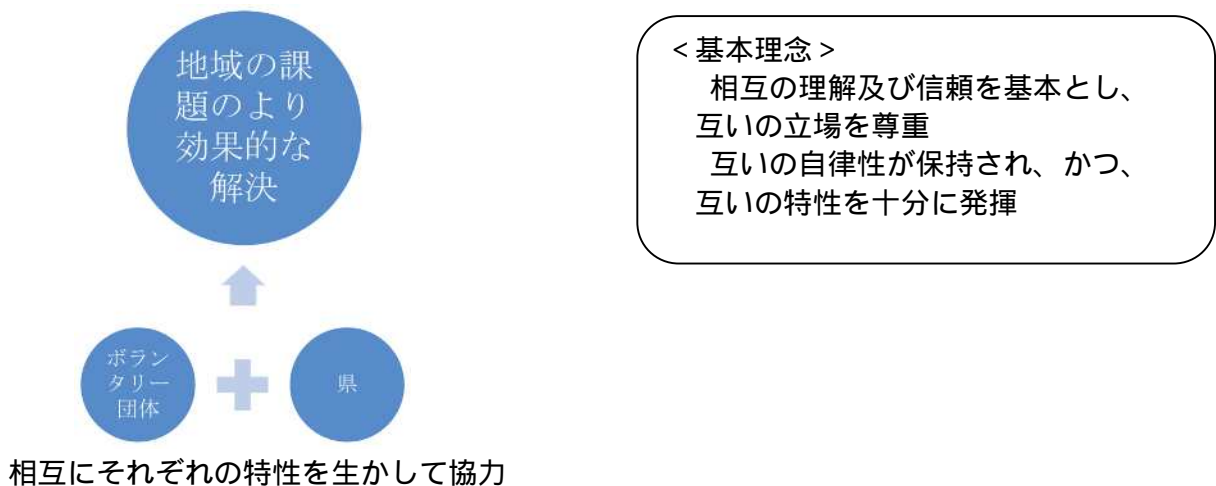 地域の課
題のより
効果的な
解決
ボラン
タリー
団体
県
相互にそれぞれの特性を生かして協力
<基本理念>
相互の理解及び信頼を基本とし、
互いの立場を尊重
互いの自律性が保持され、かつ、
互いの特性を十分に発揮